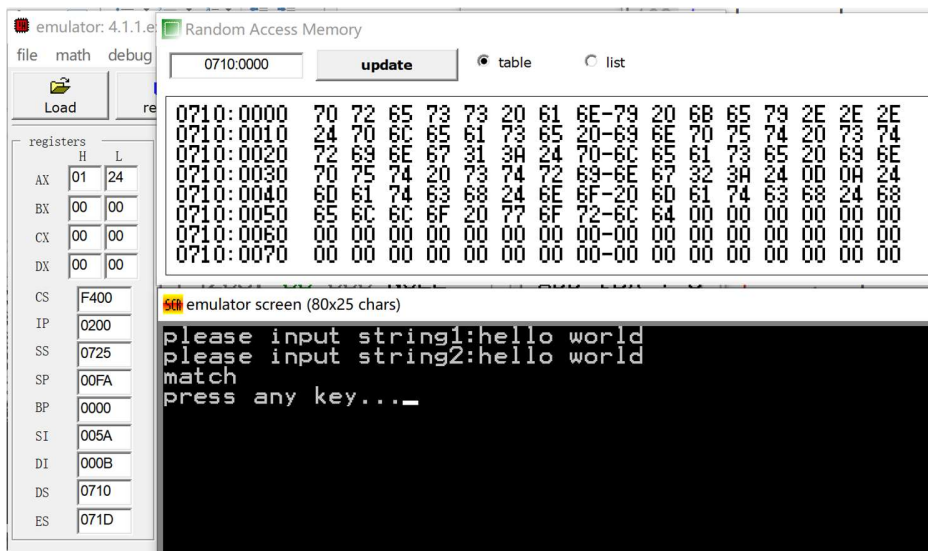 emulator: 4.1.1.e
file math debug
Load
re
registers
H L
AX 01 24
BX 00 00
CX 00 00
DX 00 00
CS F400
IP 0200
SS 0725
SP 00FA
BP 0000
SI 005A
DI 000B
DS 0710
ES 071D
Random Access Memory
0710:0000 update table list
0710:0000 70 72 65 73 73 20 61 6E-79 20 6B 65 79 2E 2E 2E
0710:0010 24 70 6C 65 61 73 65 20-69 6E 70 75 74 20 73 74
0710:0020 72 69 6E 67 31 3A 24 70-6C 65 61 73 65 20 69 6E
0710:0030 70 75 74 20 73 74 72 69-6E 67 32 3A 24 0D 0A 24
0710:0040 6D 61 74 63 68 24 6E 6F-20 6D 61 74 63 68 24 68
0710:0050 65 6C 6C 6F 20 77 6F 72-6C 64 00 00 00 00 00 00
0710:0060 00 00 00 00 00 00 00 00-00 00 00 00 00 00 00 00
0710:0070 00 00 00 00 00 00 00 00-00 00 00 00 00 00 00 00
SCR emulator screen (80x25 chars)
please input string1:hello world
please input string2:hello world
match
press any key...